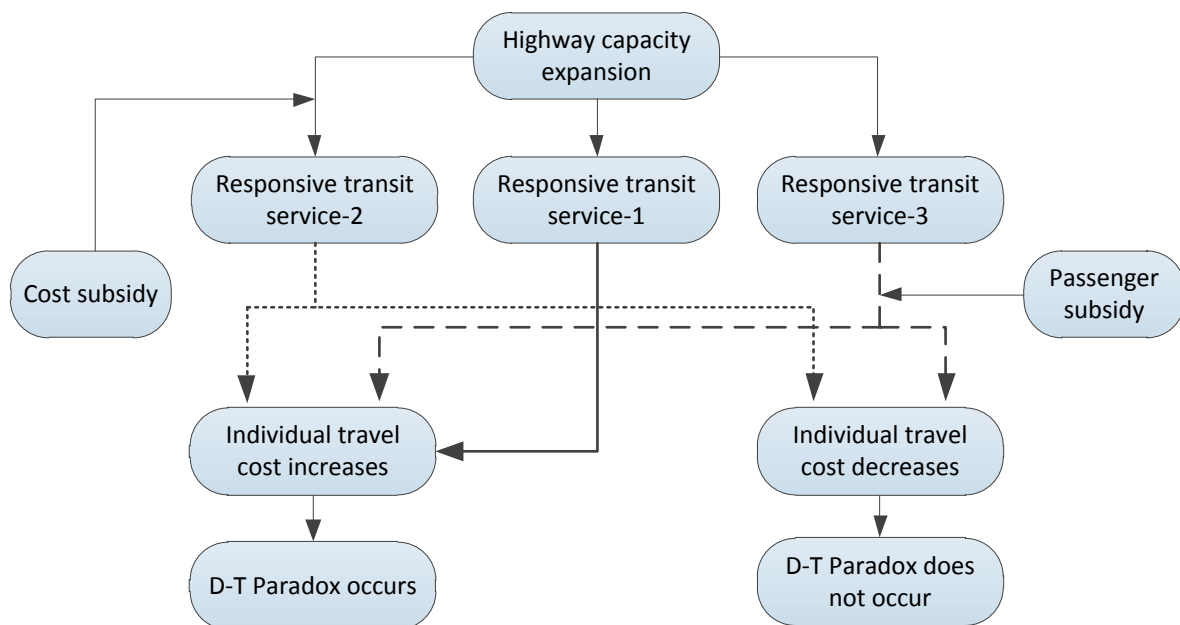 Highway capacity
expansion
Responsive transit
service-2
Responsive transit
service-1
Responsive transit
service-3
Cost subsidy
Passenger
subsidy
Individual travel
cost increases
Individual travel
cost decreases
D-T Paradox occurs
D-T Paradox does
not occur